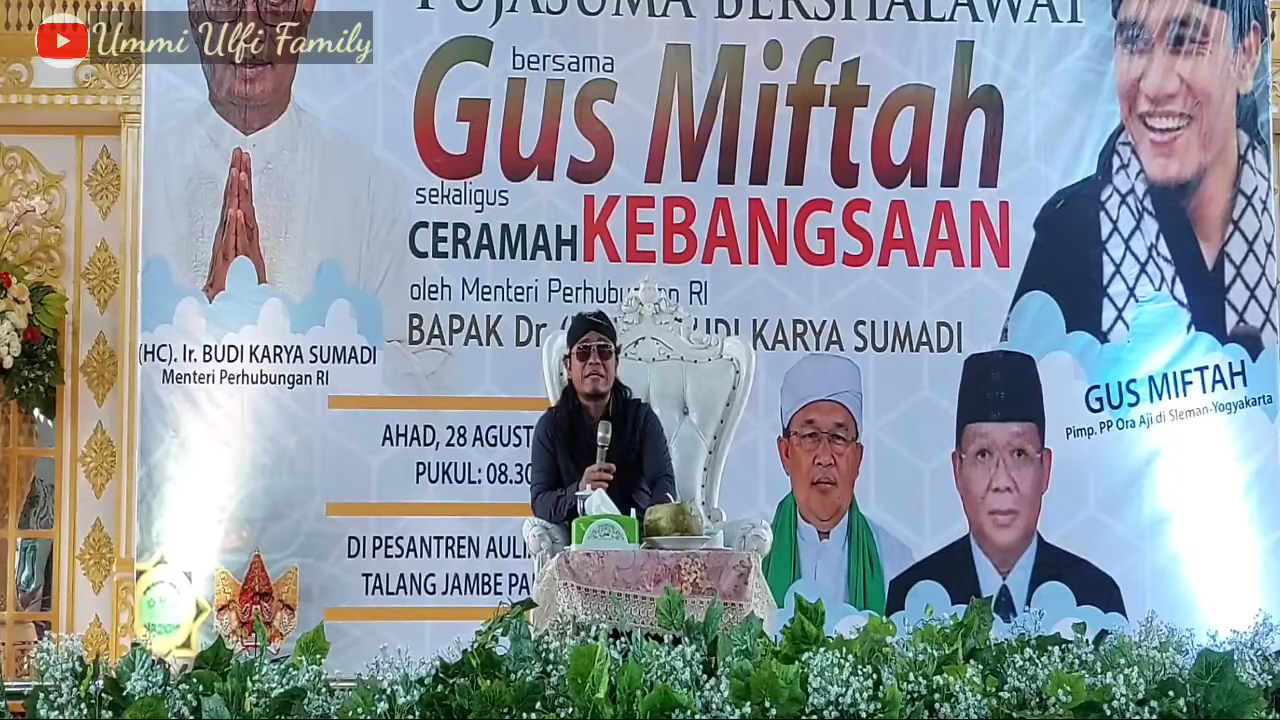 Ummi Ulfi Family
PUJASUMA BERSHALAWAT
bersama
Gus Miftah
sekaligus
CERAMAH KEBANGSAAN
oleh Menteri Perhubungan RI
BAPAK Dr. BUDI KARYA SUMADI
(HC). Ir. BUDI KARYA SUMADI
Menteri Perhubungan RI
GUS MIFTAH
Pimp. PP Ora Aji di Sleman-Yogyakarta
AHAD, 28 AGUST
PUKUL: 08.30
DI PESANTREN AULI
TALANG JAMBE PA